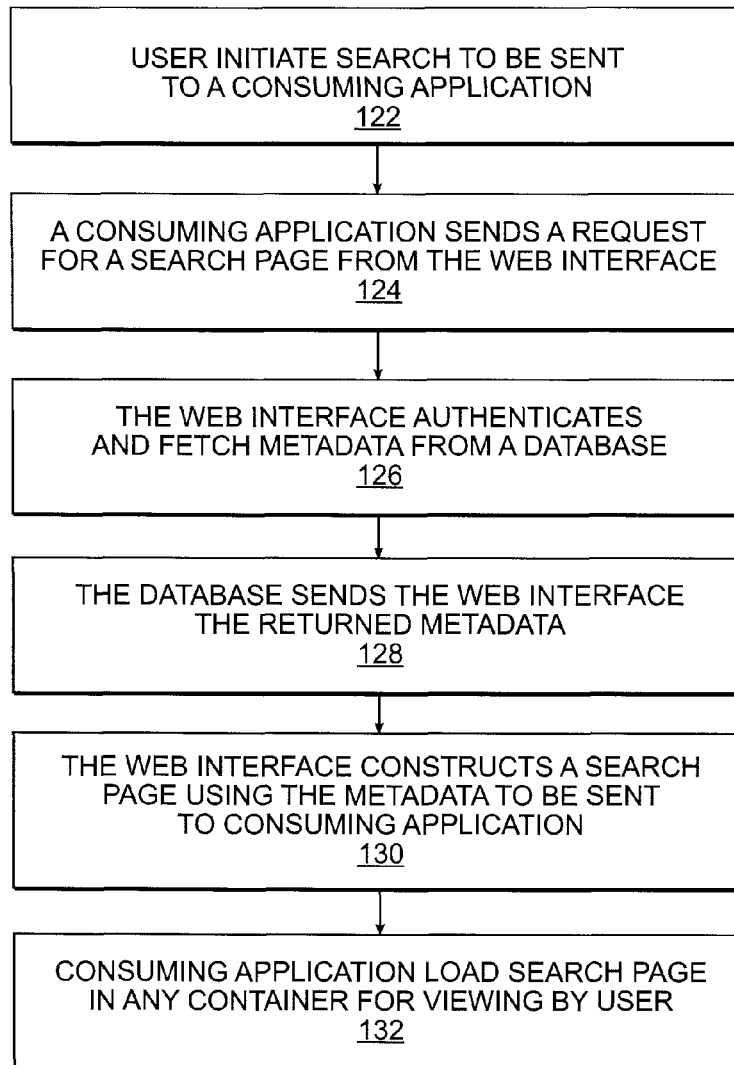 USER INITIATE SEARCH TO BE SENT
TO A CONSUMING APPLICATION
122
A CONSUMING APPLICATION SENDS A REQUEST
FOR A SEARCH PAGE FROM THE WEB INTERFACE
124
THE WEB INTERFACE AUTHENTICATES
AND FETCH METADATA FROM A DATABASE
126
THE DATABASE SENDS THE WEB INTERFACE
THE RETURNED METADATA
128
THE WEB INTERFACE CONSTRUCTS A SEARCH
PAGE USING THE METADATA TO BE SENT
TO CONSUMING APPLICATION
130
CONSUMING APPLICATION LOAD SEARCH PAGE
IN ANY CONTAINER FOR VIEWING BY USER
132